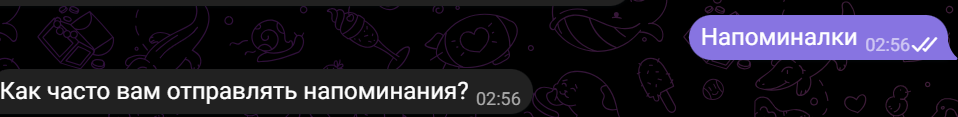 Напоминалки 02:56
Как часто вам отправлять напоминания? 02:56